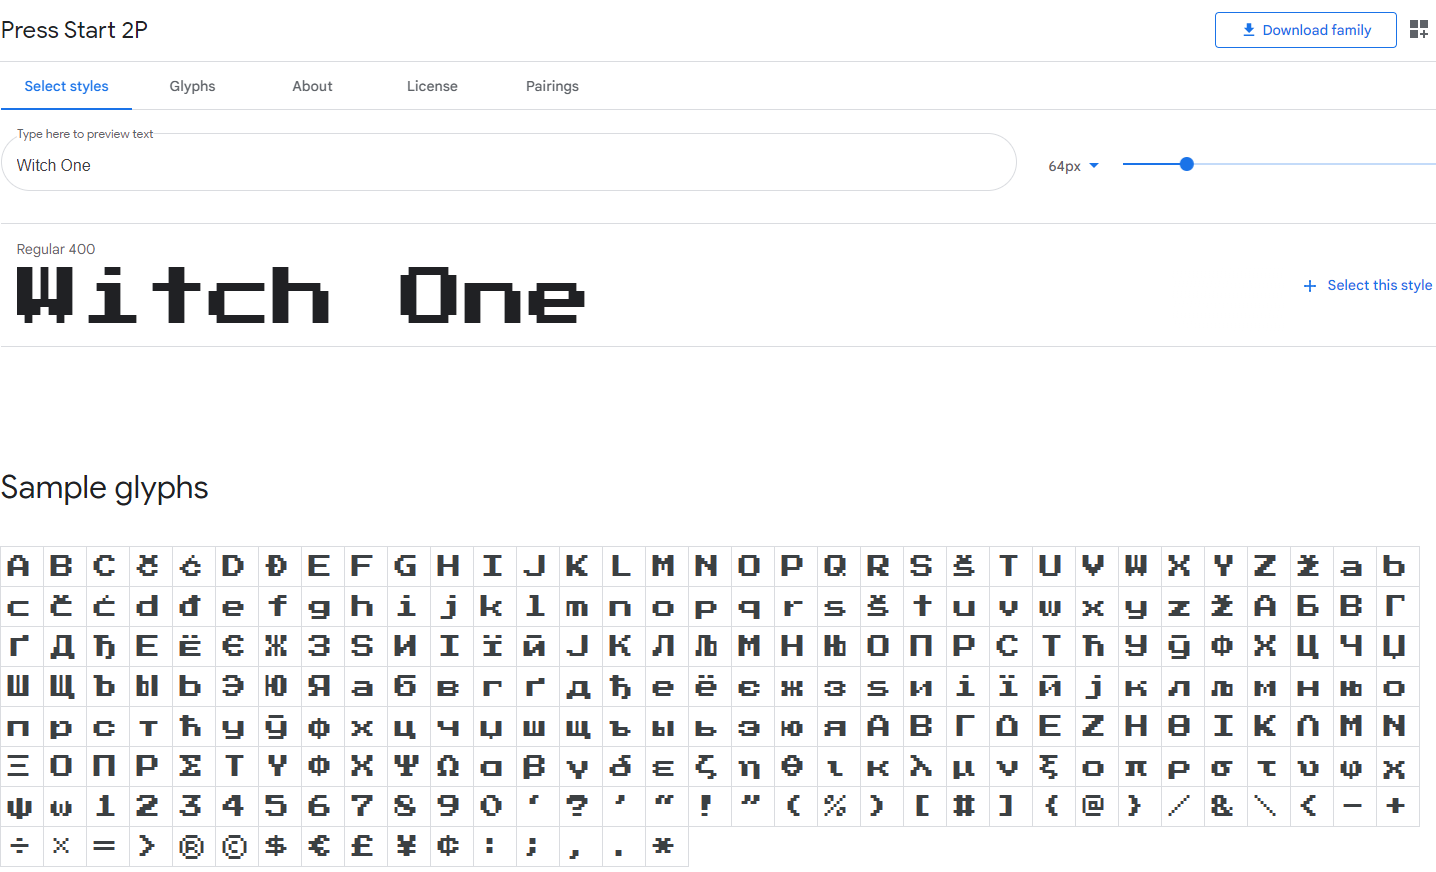 Press Start 2P
Download family
Select styles Glyphs About License Pairings
Type here to preview text
Witch One
64px
Regular 400
Witch One
Select this style
Sample glyphs
A B C Č Ć D Đ E F G H I J K L M N O P Q R S Š T U V W X Y Z Ž a b
c č ć d đ e f g h i j k l m n o p q r s š t u v w x y z ž А Б В Г
Ґ Д Ђ Е Ё Є Ж З Ѕ И І Ї Й Ј К Л Љ М Н Њ О П Р С Т Ћ У Ў Ф Х Ц Ч Џ
Ш Щ Ъ Ы Ь Э Ю Я а б в г ґ д ђ е ё є ж з ѕ и і ї й ј к л љ м н њ о
п р с т ћ у ў ф х ц ч џ ш щ ъ ы ь э ю я Α Β Γ Δ Ε Ζ Η Θ Ι Κ Λ Μ Ν
Ξ Ο Π Ρ Σ Τ Υ Φ Χ Ψ Ω α β γ δ ε ζ η θ ι κ λ μ ν ξ ο π ρ σ τ υ φ χ
ψ ω 1 2 3 4 5 6 7 8 9 0 ‘ ? ’ “ ! ” ( % ) [ # ] { @ } / & \ < - +
÷ × = > ® © $ € £ ¥ ¢ : ; , . *